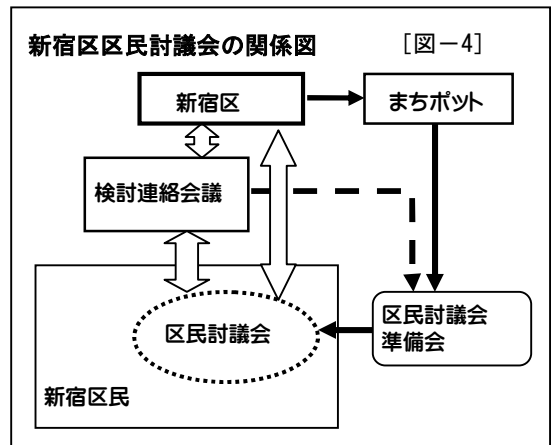 新宿区区民討議会の関係図 [図－4]
新宿区
まちポット
検討連絡会議
区民討議会
区民討議会
準備会
新宿区民